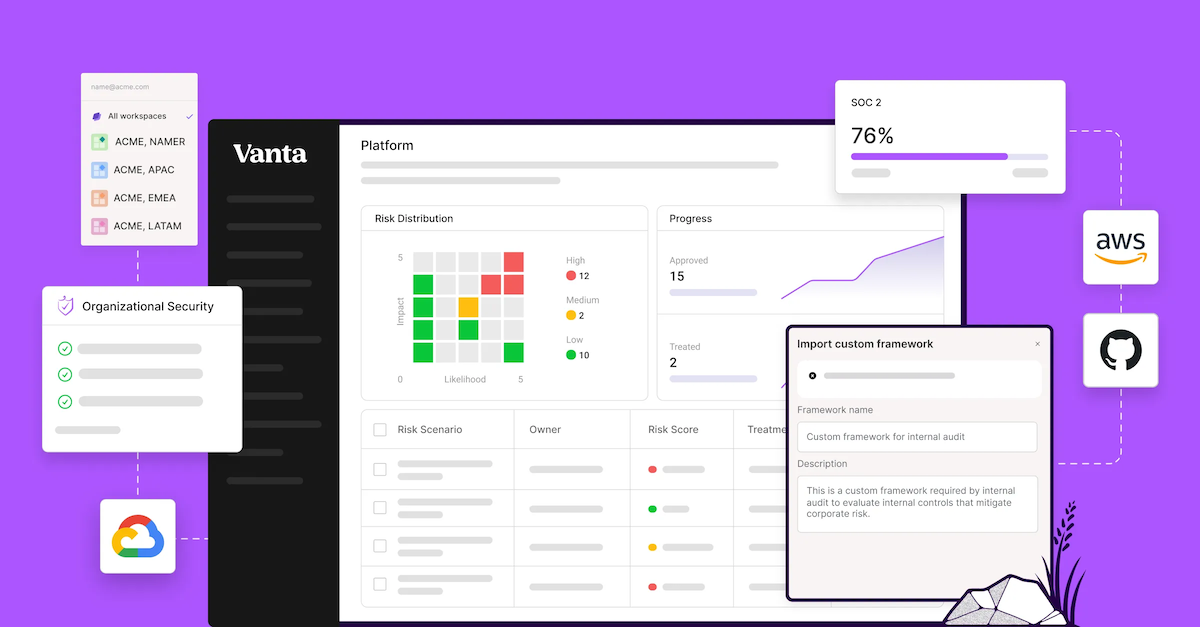 name@acme.com
All workspaces
ACME, NAMER
ACME, APAC
ACME, EMEA
ACME, LATAM
Organizational Security
Vanta
Platform
Risk Distribution
5
Impact
0
Likelihood
5
High
12
Medium
2
Low
10
Progress
Approved
15
Treated
2
Risk Scenario
Owner
Risk Score
Treatme
SOC 2
76%
aws
Import custom framework
×
Framework name
Custom framework for internal audit
Description
This is a custom framework required by internal
audit to evaluate internal controls that mitigate
corporate risk.